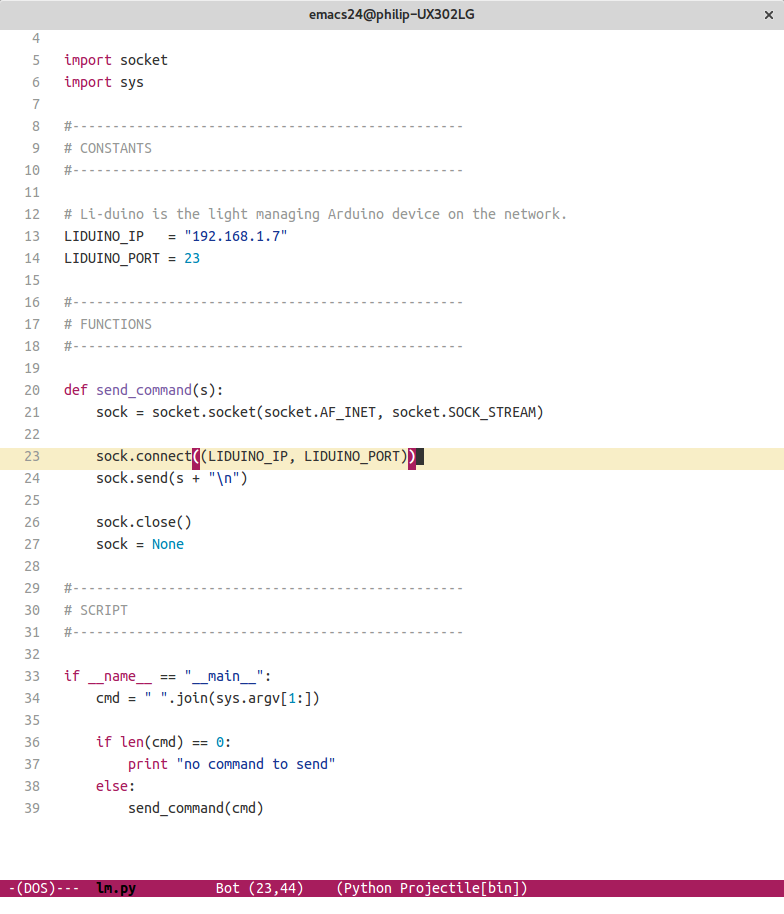 emacs24@philip-UX302LG ×
4
5 import socket
6 import sys
7
8 #-------------------------------------------------
9 # CONSTANTS
10 #-------------------------------------------------
11
12 # Li-duino is the light managing Arduino device on the network.
13 LIDUINO_IP   = "192.168.1.7"
14 LIDUINO_PORT = 23
15
16 #-------------------------------------------------
17 # FUNCTIONS
18 #-------------------------------------------------
19
20 def send_command(s):
21     sock = socket.socket(socket.AF_INET, socket.SOCK_STREAM)
22
23     sock.connect((LIDUINO_IP, LIDUINO_PORT))
24     sock.send(s + "\n")
25
26     sock.close()
27     sock = None
28
29 #-------------------------------------------------
30 # SCRIPT
31 #-------------------------------------------------
32
33 if __name__ == "__main__":
34     cmd = " ".join(sys.argv[1:])
35
36     if len(cmd) == 0:
37         print "no command to send"
38     else:
39         send_command(cmd)
-(DOS)---  lm.py          Bot (23,44)    (Python Projectile[bin])